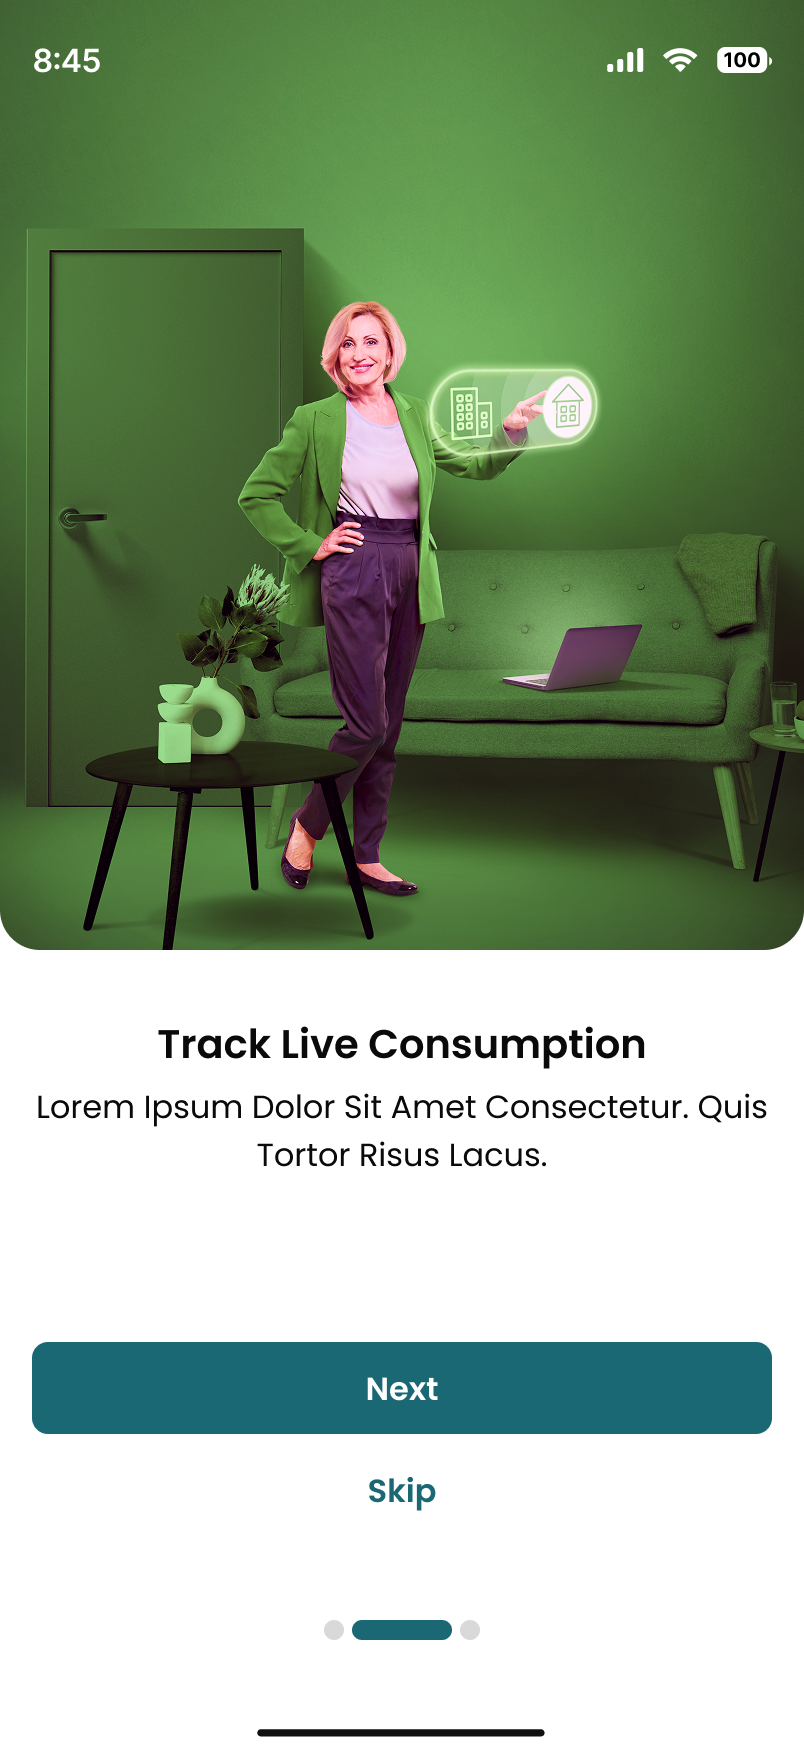 8:45
100
Track Live Consumption
Lorem Ipsum Dolor Sit Amet Consectetur. Quis
Tortor Risus Lacus.
Next
Skip